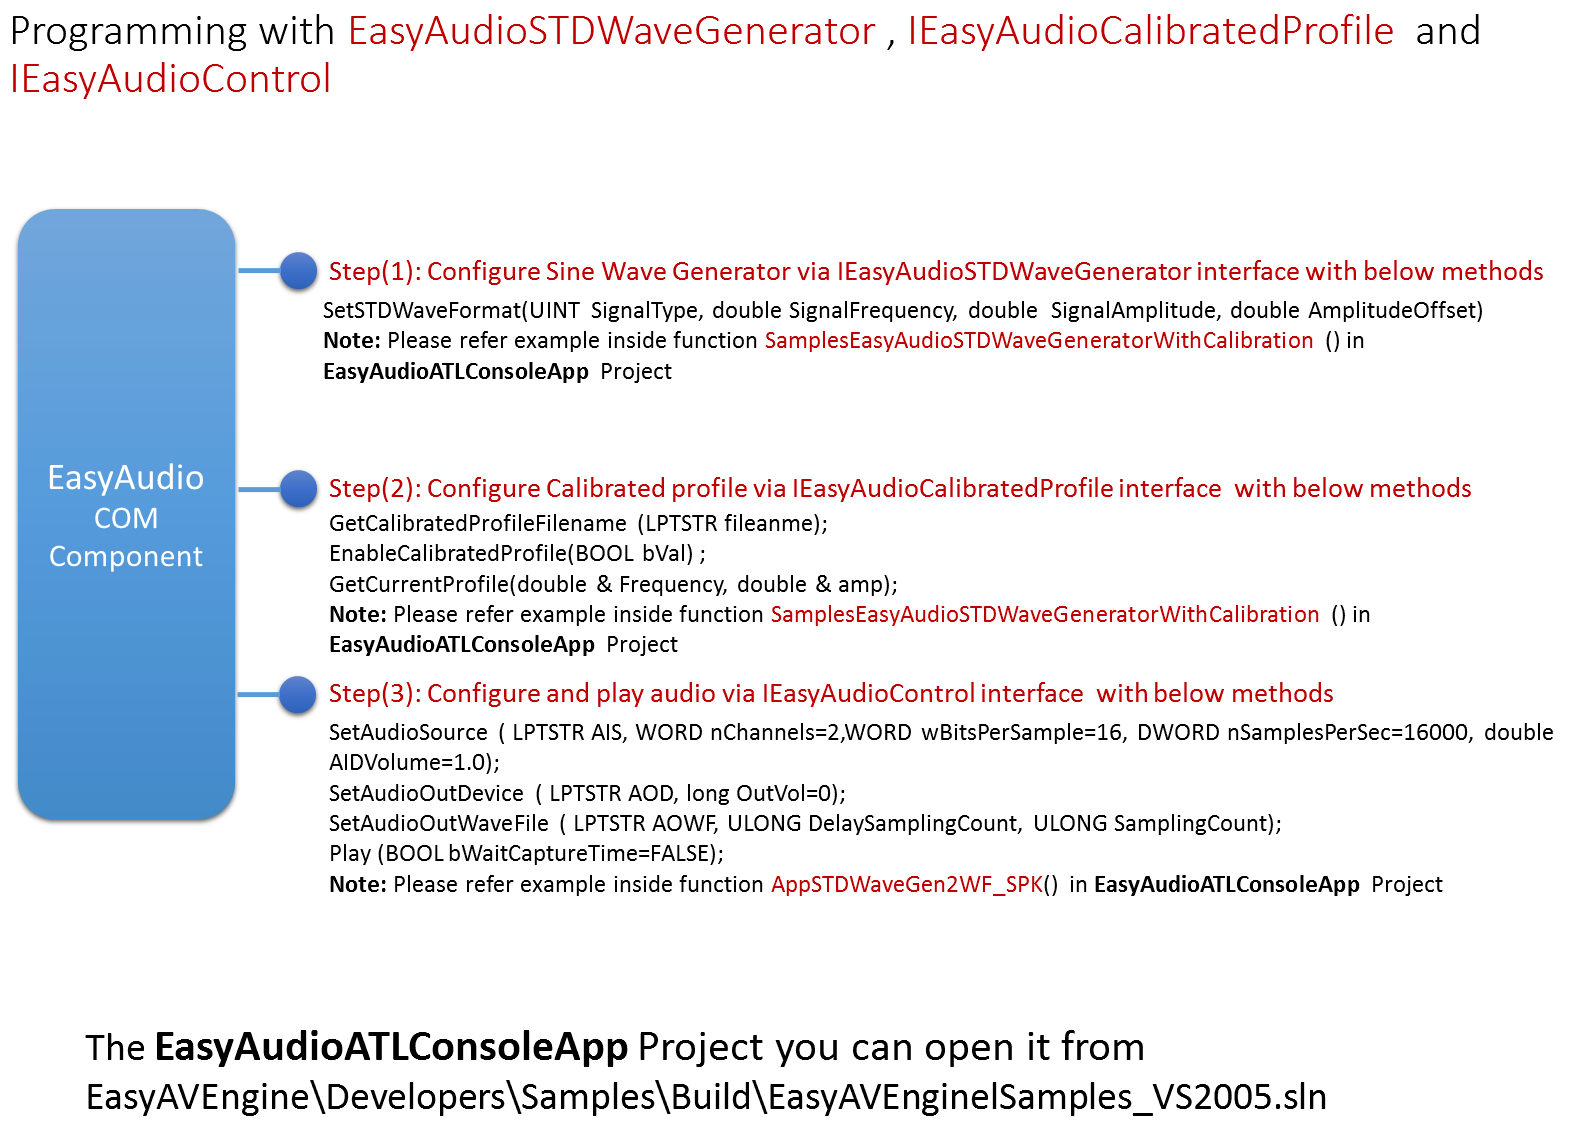 Programming with EasyAudioSTDWaveGenerator , IEasyAudioCalibratedProfile and
IEasyAudioControl
EasyAudio
COM
Component
Step(1): Configure Sine Wave Generator via IEasyAudioSTDWaveGenerator interface with below methods
SetSTDWaveFormat(UINT SignalType, double SignalFrequency, double SignalAmplitude, double AmplitudeOffset)
Note: Please refer example inside function SamplesEasyAudioSTDWaveGeneratorWithCalibration () in
EasyAudioATLConsoleApp Project
Step(2): Configure Calibrated profile via IEasyAudioCalibratedProfile interface with below methods
GetCalibratedProfileFilename (LPTSTR fileanme);
EnableCalibratedProfile(BOOL bVal) ;
GetCurrentProfile(double & Frequency, double & amp);
Note: Please refer example inside function SamplesEasyAudioSTDWaveGeneratorWithCalibration () in
EasyAudioATLConsoleApp Project
Step(3): Configure and play audio via IEasyAudioControl interface with below methods
SetAudioSource ( LPTSTR AIS, WORD nChannels=2,WORD wBitsPerSample=16, DWORD nSamplesPerSec=16000, double
AIDVolume=1.0);
SetAudioOutDevice ( LPTSTR AOD, long OutVol=0);
SetAudioOutWaveFile ( LPTSTR AOWF, ULONG DelaySamplingCount, ULONG SamplingCount);
Play (BOOL bWaitCaptureTime=FALSE);
Note: Please refer example inside function AppSTDWaveGen2WF_SPK() in EasyAudioATLConsoleApp Project
The EasyAudioATLConsoleApp Project you can open it from
EasyAVEngine\Developers\Samples\Build\EasyAVEnginelSamples_VS2005.sln